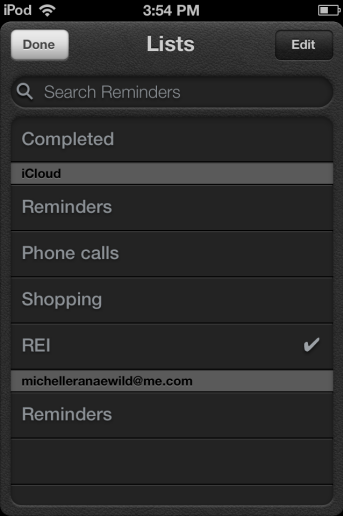 iPod 3:54 PM
Done Lists Edit
Search Reminders
Completed
iCloud
Reminders
Phone calls
Shopping
REI
michelleranaewild@me.com
Reminders